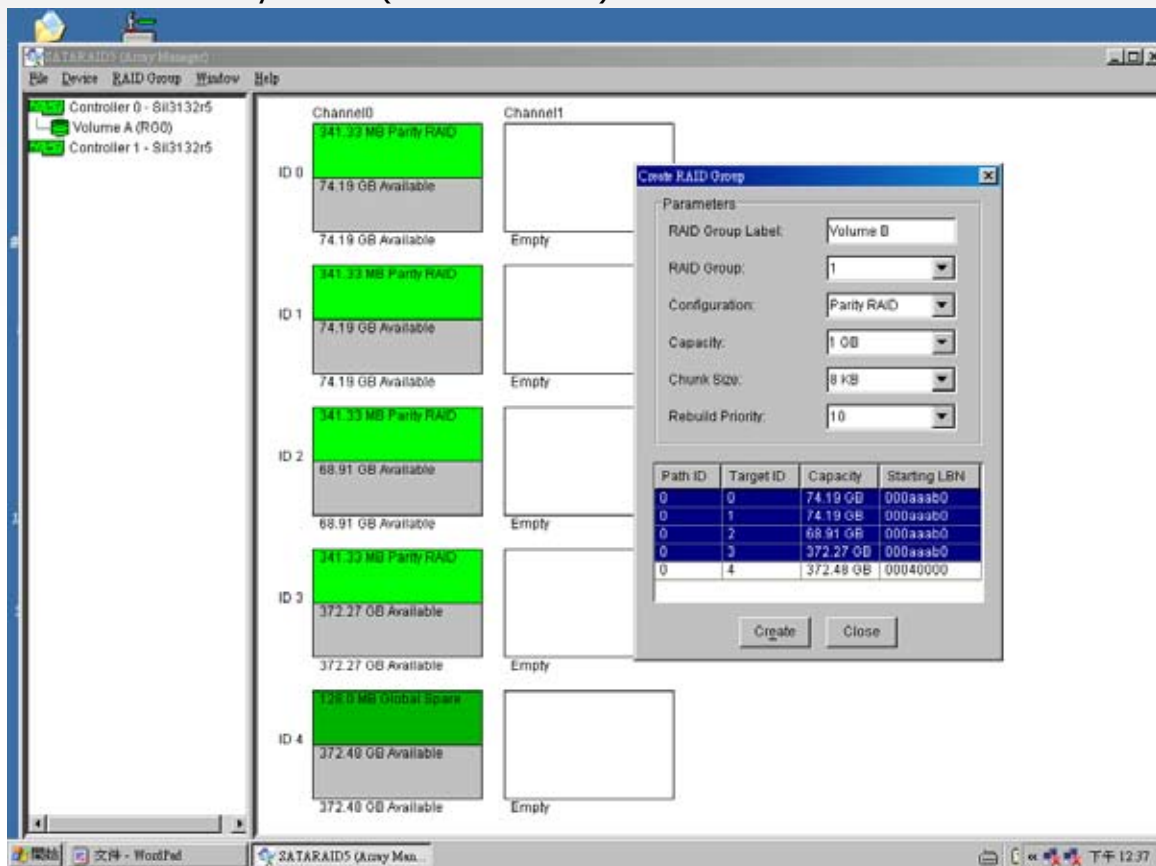 SATARAID5 (Array Manager)
File Device RAID Group Window Help
Controller 0 - SiI3132r5
Volume A (RG0)
Controller 1 - SiI3132r5
Channel0 Channel1
ID 0
341.33 MB Parity RAID
74.19 GB Available
74.19 GB Available
Empty
ID 1
341.33 MB Parity RAID
74.19 GB Available
74.19 GB Available
Empty
ID 2
341.33 MB Parity RAID
68.91 GB Available
68.91 GB Available
Empty
ID 3
341.33 MB Parity RAID
372.27 GB Available
372.27 GB Available
Empty
ID 4
128.0 MB Global Spare
372.48 GB Available
372.48 GB Available
Empty
Create RAID Group
Parameters
RAID Group Label: Volume B
RAID Group: 1
Configuration: Parity RAID
Capacity: 1 GB
Chunk Size: 8 KB
Rebuild Priority: 10
Path ID Target ID Capacity Starting LBN
0 0 74.19 GB 000aaab0
0 1 74.19 GB 000aaab0
0 2 68.91 GB 000aaab0
0 3 372.27 GB 000aaab0
0 4 372.48 GB 00040000
Create Close
開始 文件 - WordPad SATARAID5 (Array Man... 下午 12:37